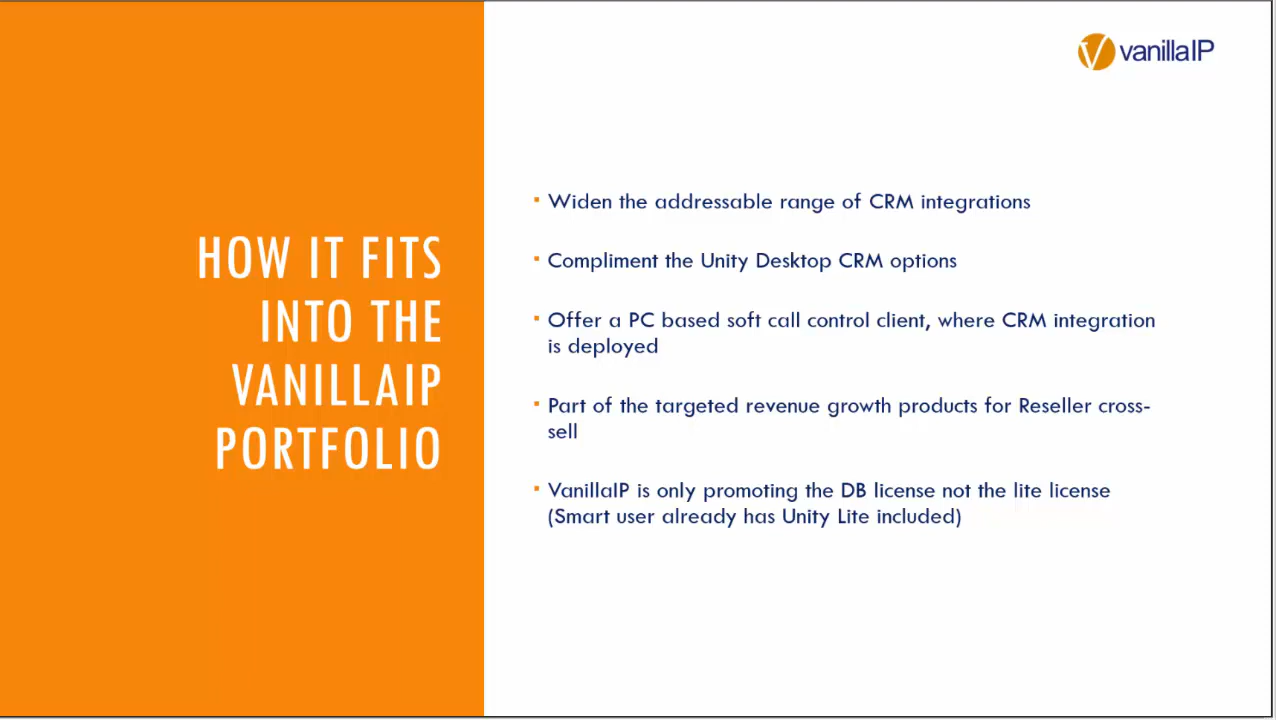 HOW IT FITS
INTO THE
VANILLAIP
PORTFOLIO
V vanillaIP
▪ Widen the addressable range of CRM integrations
▪ Compliment the Unity Desktop CRM options
▪ Offer a PC based soft call control client, where CRM integration
is deployed
▪ Part of the targeted revenue growth products for Reseller cross-
sell
▪ VanillaIP is only promoting the DB license not the lite license
(Smart user already has Unity Lite included)